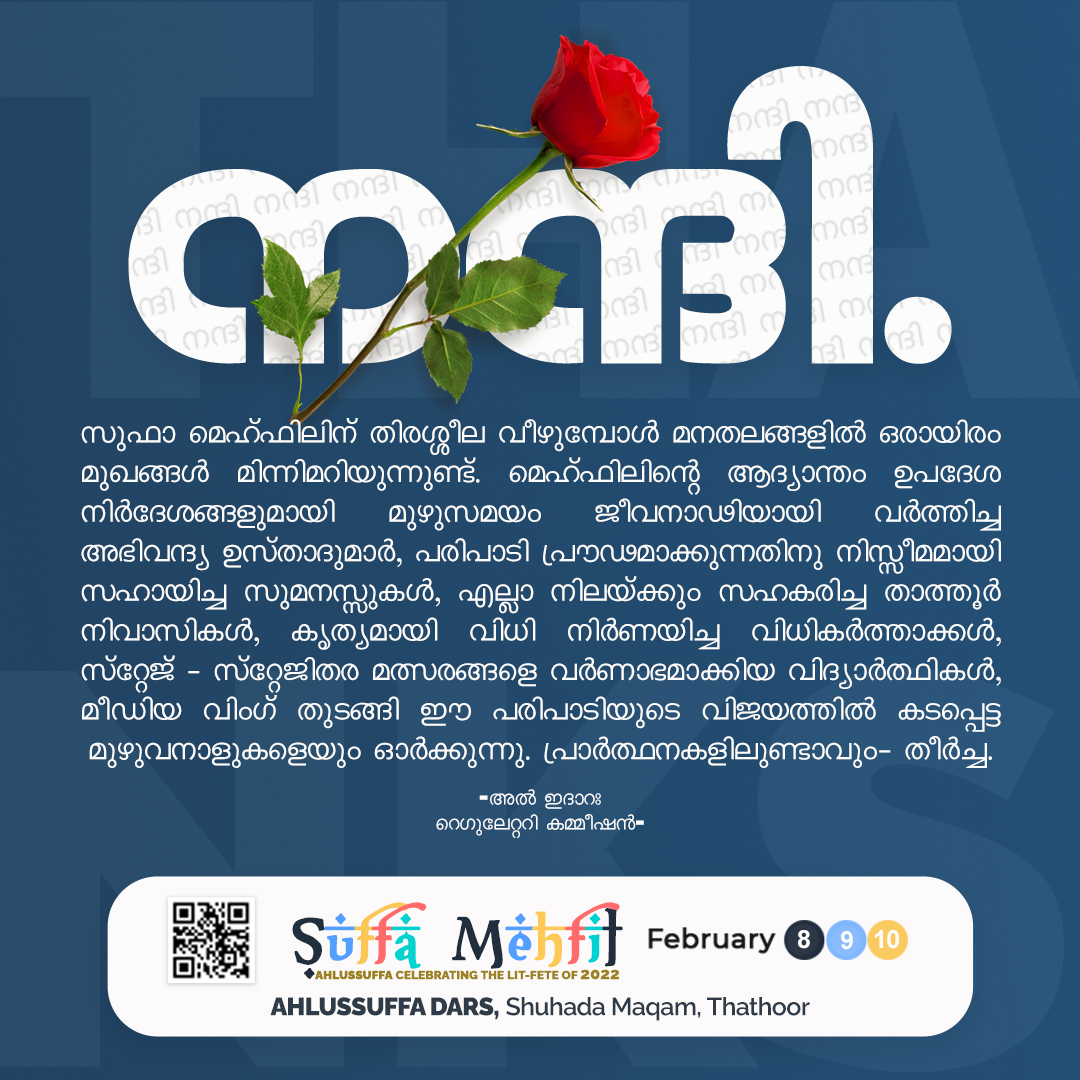 THANKS
നന്ദി.
സുഫാ മെഹ്ഫിലിന് തിരശ്ശീല വീഴുമ്പോൾ മനതലങ്ങളിൽ ഒരായിരം
മുഖങ്ങൾ മിന്നിമറിയുന്നുണ്ട്. മെഹ്ഫിലിന്റെ ആദ്യാന്തം ഉപദേശ
നിർദേശങ്ങളുമായി മുഴുസമയം ജീവനാഢിയായി വർത്തിച്ച
അഭിവന്ദ്യ ഉസ്താദുമാർ, പരിപാടി പ്രൗഢമാക്കുന്നതിനു നിസ്സീമമായി
സഹായിച്ച സുമനസ്സുകൾ, എല്ലാ നിലയ്ക്കും സഹകരിച്ച താത്തൂർ
നിവാസികൾ, കൃത്യമായി വിധി നിർണയിച്ച വിധികർത്താക്കൾ,
സ്റ്റേജ് - സ്റ്റേജിതര മത്സരങ്ങളെ വർണാഭമാക്കിയ വിദ്യാർത്ഥികൾ,
മീഡിയ വിംഗ് തുടങ്ങി ഈ പരിപാടിയുടെ വിജയത്തിൽ കടപ്പെട്ട
മുഴുവനാളുകളെയും ഓർക്കുന്നു. പ്രാർത്ഥനകളിലുണ്ടാവും- തീർച്ച.
-അൽ ഇദാറഃ
റെഗുലേറ്ററി കമ്മീഷൻ-
Suffa Mehfil
AHLUSSUFFA CELEBRATING THE LIT-FETE OF 2022
February 8 9 10
AHLUSSUFFA DARS, Shuhada Maqam, Thathoor